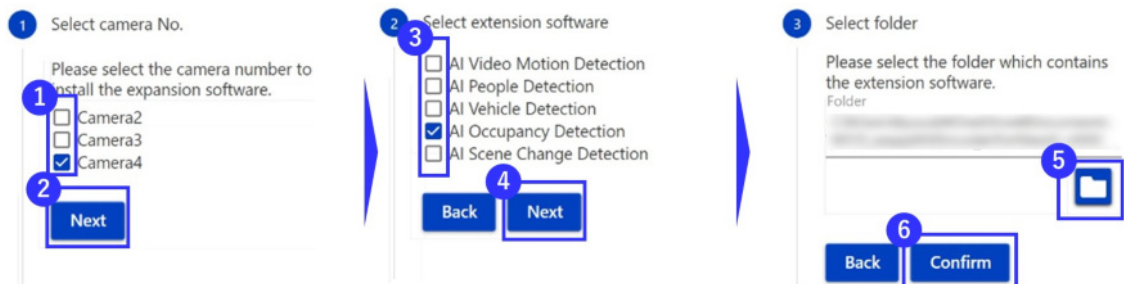 1 Select camera No.
Please select the camera number to
install the expansion software.
1
Camera2
Camera3
Camera4
2
Next
2 Select extension software
3
AI Video Motion Detection
AI People Detection
AI Vehicle Detection
AI Occupancy Detection
AI Scene Change Detection
4
Back Next
3 Select folder
Please select the folder which contains
the extension software.
Folder
5
6
Back Confirm